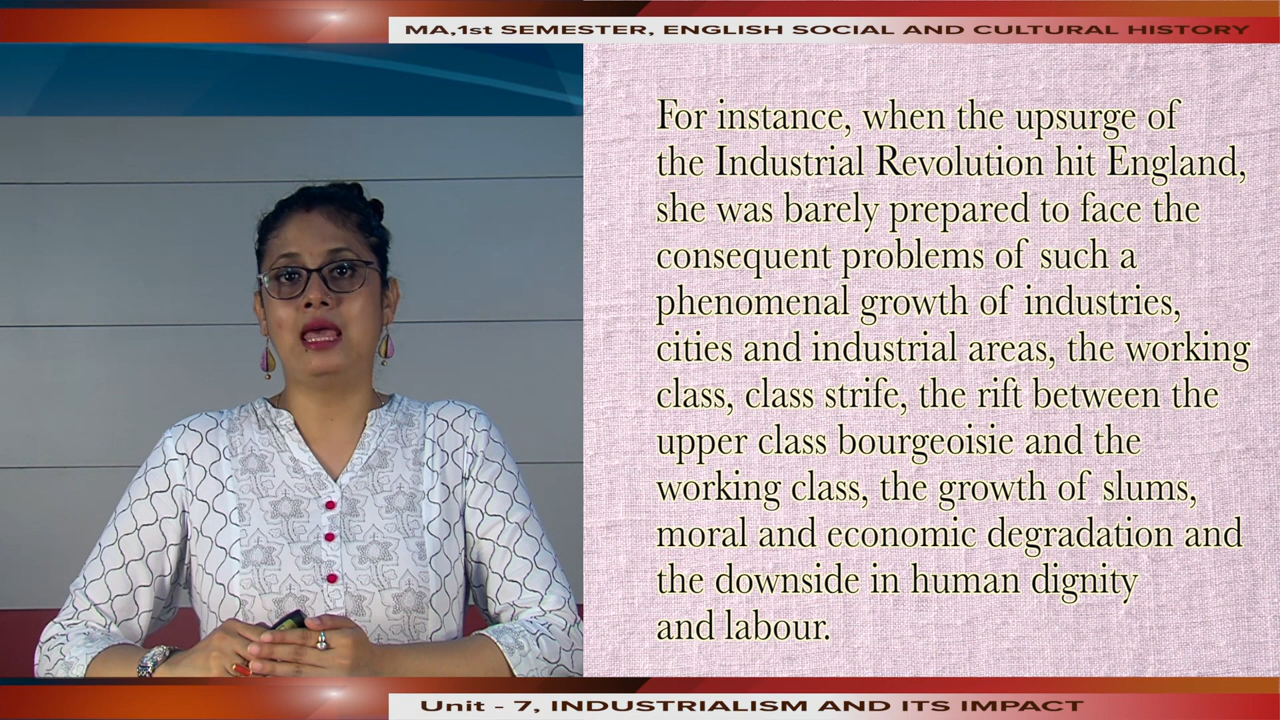 MA,1st SEMESTER, ENGLISH SOCIAL AND CULTURAL HISTORY
For instance, when the upsurge of
the Industrial Revolution hit England,
she was barely prepared to face the
consequent problems of such a
phenomenal growth of industries,
cities and industrial areas, the working
class, class strife, the rift between the
upper class bourgeoisie and the
working class, the growth of slums,
moral and economic degradation and
the downside in human dignity
and labour.
Unit - 7, INDUSTRIALISM AND ITS IMPACT